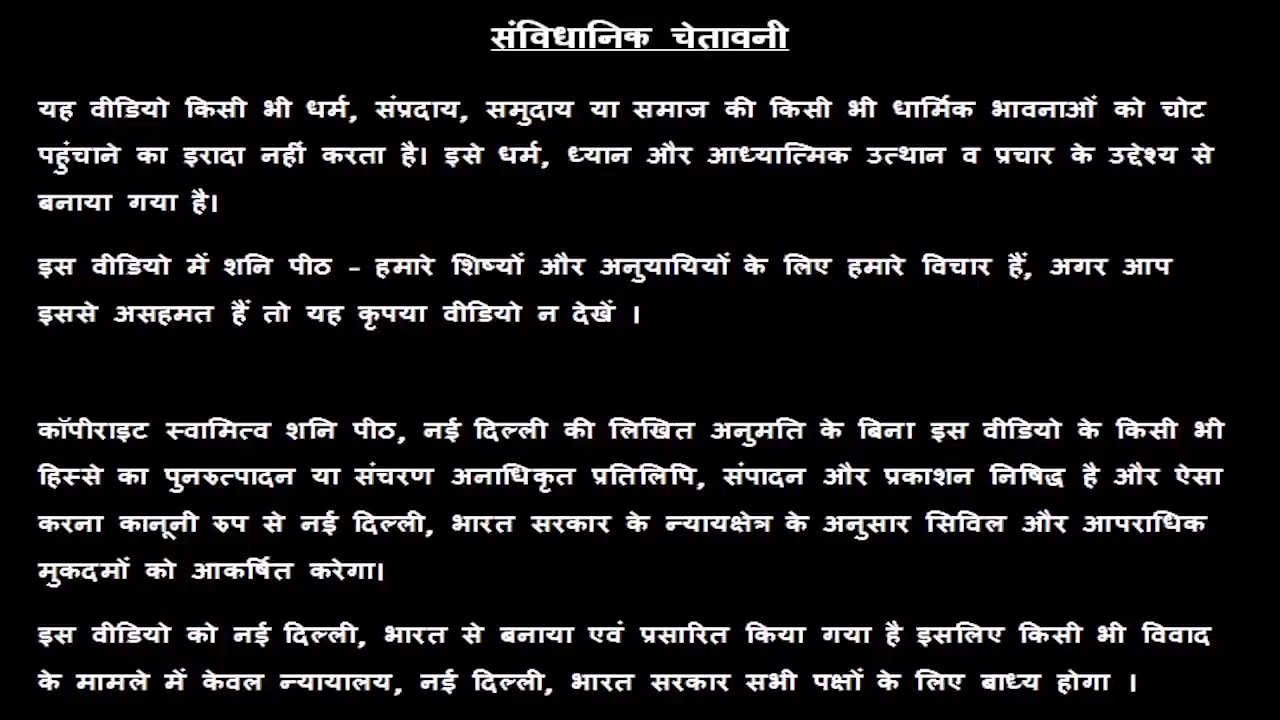 संविधानिक चेतावनी
यह वीडियो किसी भी धर्म, संप्रदाय, समुदाय या समाज की किसी भी धार्मिक भावनाओं को चोट
पहुंचाने का इरादा नहीं करता है। इसे धर्म, ध्यान और आध्यात्मिक उत्थान व प्रचार के उद्देश्य से
बनाया गया है।
इस वीडियो में शनि पीठ – हमारे शिष्यों और अनुयायियों के लिए हमारे विचार हैं, अगर आप
इससे असहमत हैं तो यह कृपया वीडियो न देखें ।
कॉपीराइट स्वामित्व शनि पीठ, नई दिल्ली की लिखित अनुमति के बिना इस वीडियो के किसी भी
हिस्से का पुनरुत्पादन या संचरण अनाधिकृत प्रतिलिपि, संपादन और प्रकाशन निषिद्ध है और ऐसा
करना कानूनी रुप से नई दिल्ली, भारत सरकार के न्यायक्षेत्र के अनुसार सिविल और आपराधिक
मुकदमों को आकर्षित करेगा।
इस वीडियो को नई दिल्ली, भारत से बनाया एवं प्रसारित किया गया है इसलिए किसी भी विवाद
के मामले में केवल न्यायालय, नई दिल्ली, भारत सरकार सभी पक्षों के लिए बाध्य होगा ।